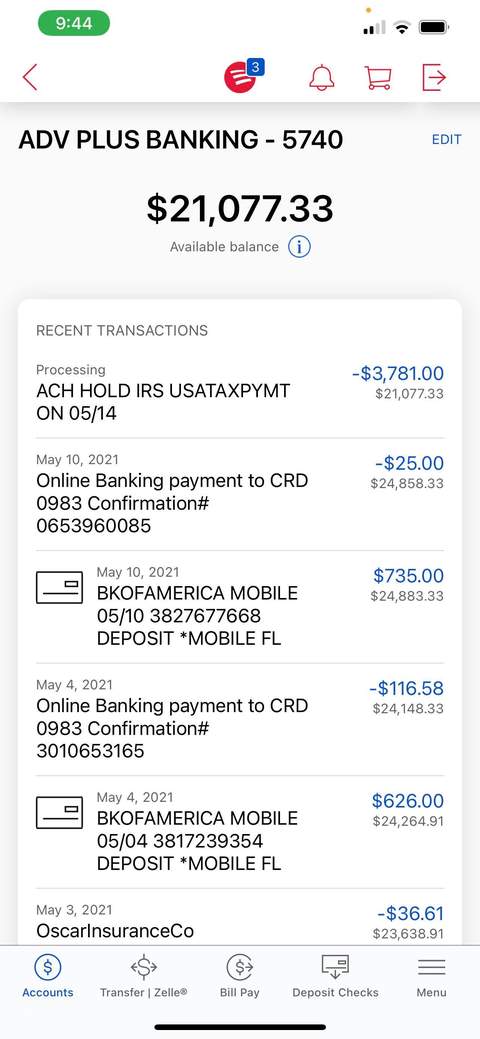 9:44
3
ADV PLUS BANKING - 5740
EDIT
$21,077.33
Available balance
RECENT TRANSACTIONS
Processing
-$3,781.00
ACH HOLD IRS USATAXPYMT
$21,077.33
ON 05/14
May 10, 2021
-$25.00
Online Banking payment to CRD
$24,858.33
0983 Confirmation#
0653960085
May 10, 2021
$735.00
BKOFAMERICA MOBILE
$24,883.33
05/10 3827677668
DEPOSIT *MOBILE FL
May 4, 2021
-$116.58
Online Banking payment to CRD
$24,148.33
0983 Confirmation#
3010653165
May 4, 2021
$626.00
BKOFAMERICA MOBILE
$24,264.91
05/04 3817239354
DEPOSIT *MOBILE FL
May 3, 2021
-$36.61
OscarInsuranceCo
$23,638.91
Accounts
Transfer | Zelle®
Bill Pay
Deposit Checks
Menu